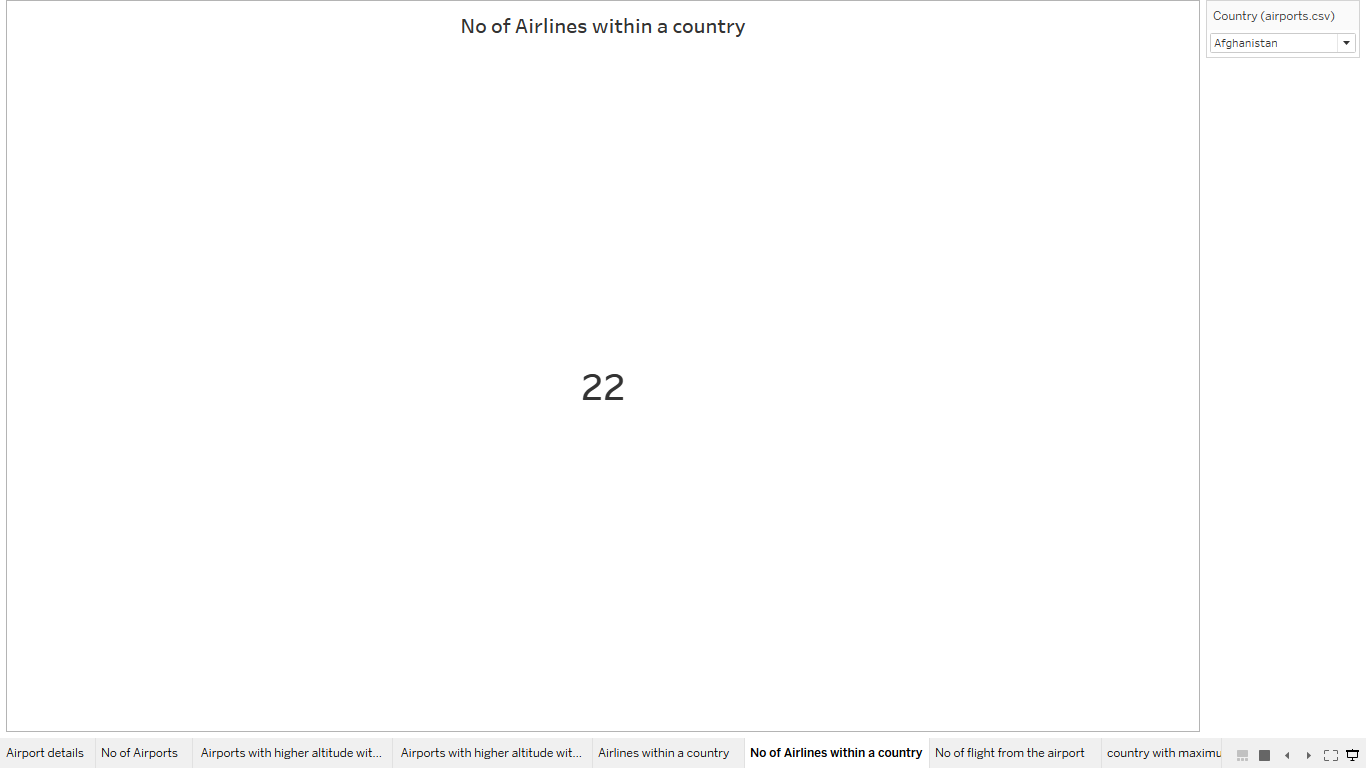 No of Airlines within a country
Country (airports.csv)
Afghanistan
22
Airport details
No of Airports
Airports with higher altitude wit...
Airports with higher altitude wit...
Airlines within a country
No of Airlines within a country
No of flight from the airport
country with maximu